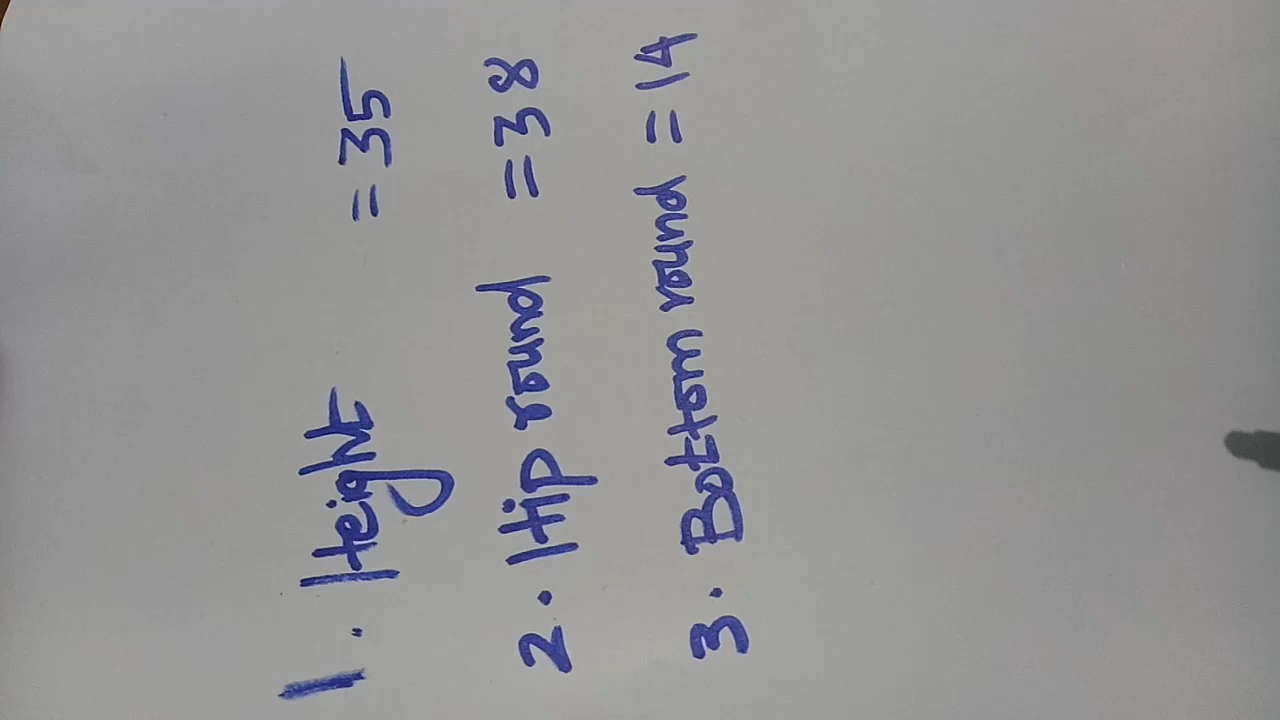 1. Height = 35
2. Hip round = 38
3. Bottom round = 14